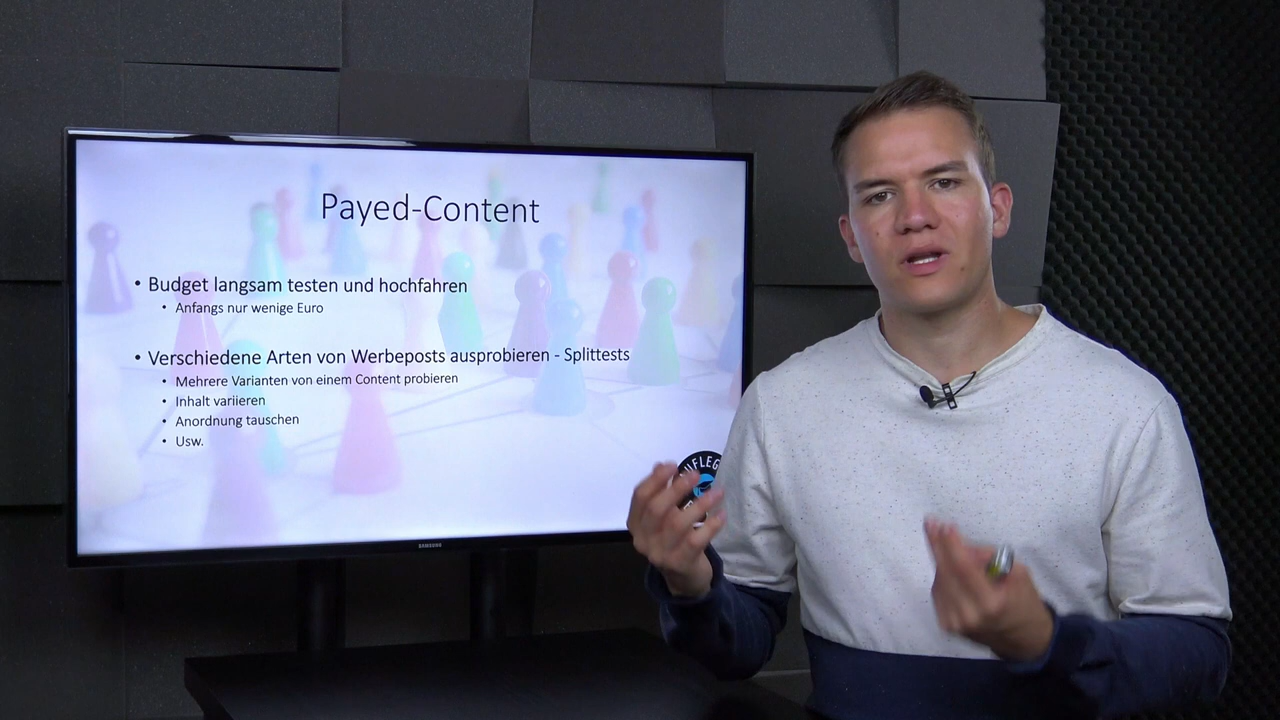 Payed-Content
• Budget langsam testen und hochfahren
• Anfangs nur wenige Euro
• Verschiedene Arten von Werbeposts ausprobieren - Splittests
• Mehrere Varianten von einem Content probieren
• Inhalt variieren
• Anordnung tauschen
• Usw.
SAMSUNG